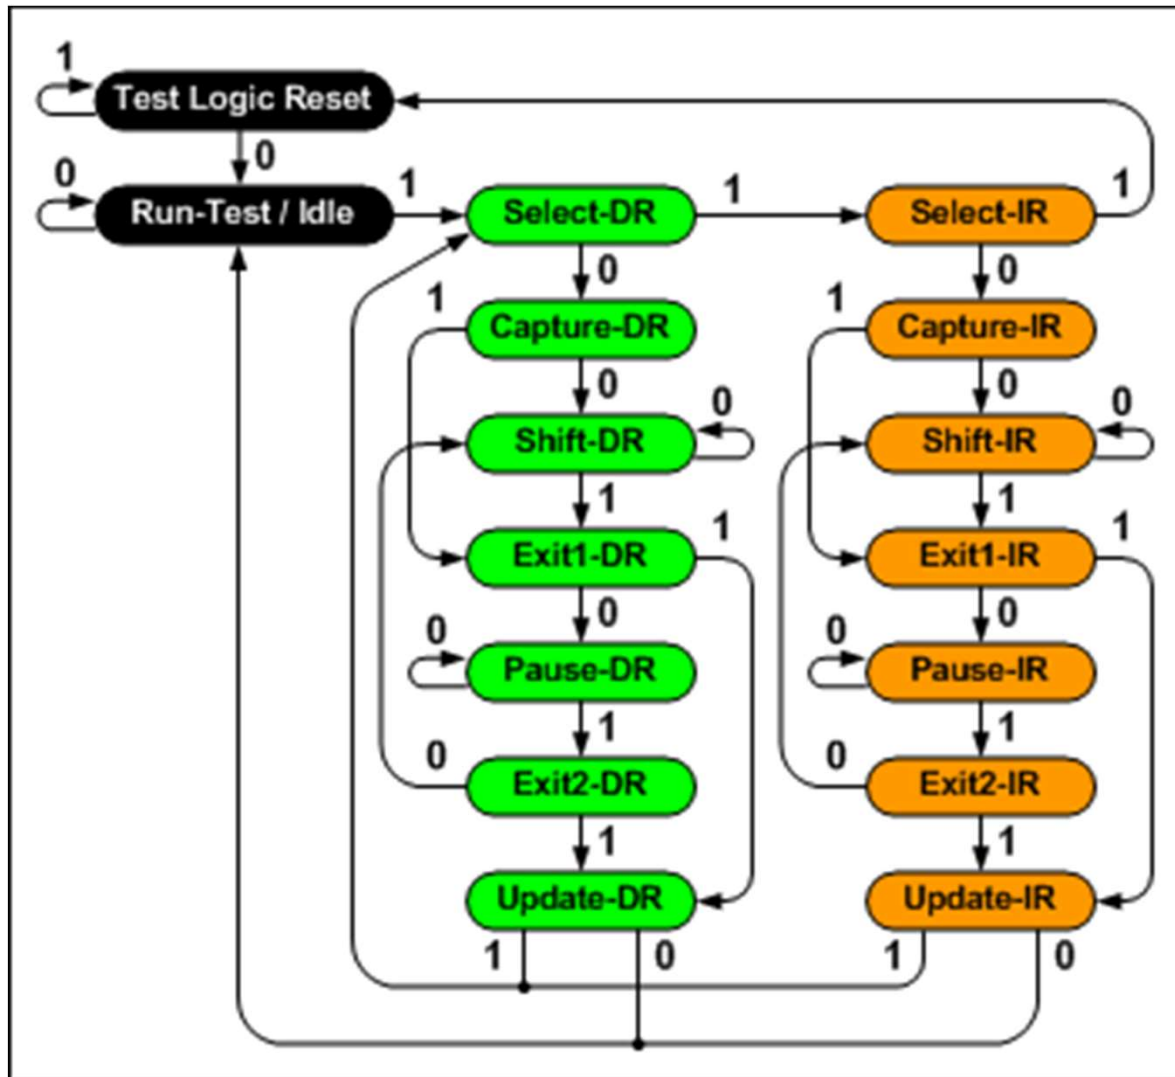 1
Test Logic Reset
0
0
Run-Test / Idle
1
Select-DR
1
Select-IR
1
0
0
1
Capture-DR
1
Capture-IR
0
0
0
0
Shift-DR
Shift-IR
1
1
1
1
Exit1-DR
Exit1-IR
0
0
0
0
Pause-DR
Pause-IR
1
1
0
0
Exit2-DR
Exit2-IR
1
1
Update-DR
Update-IR
1
0
1
0